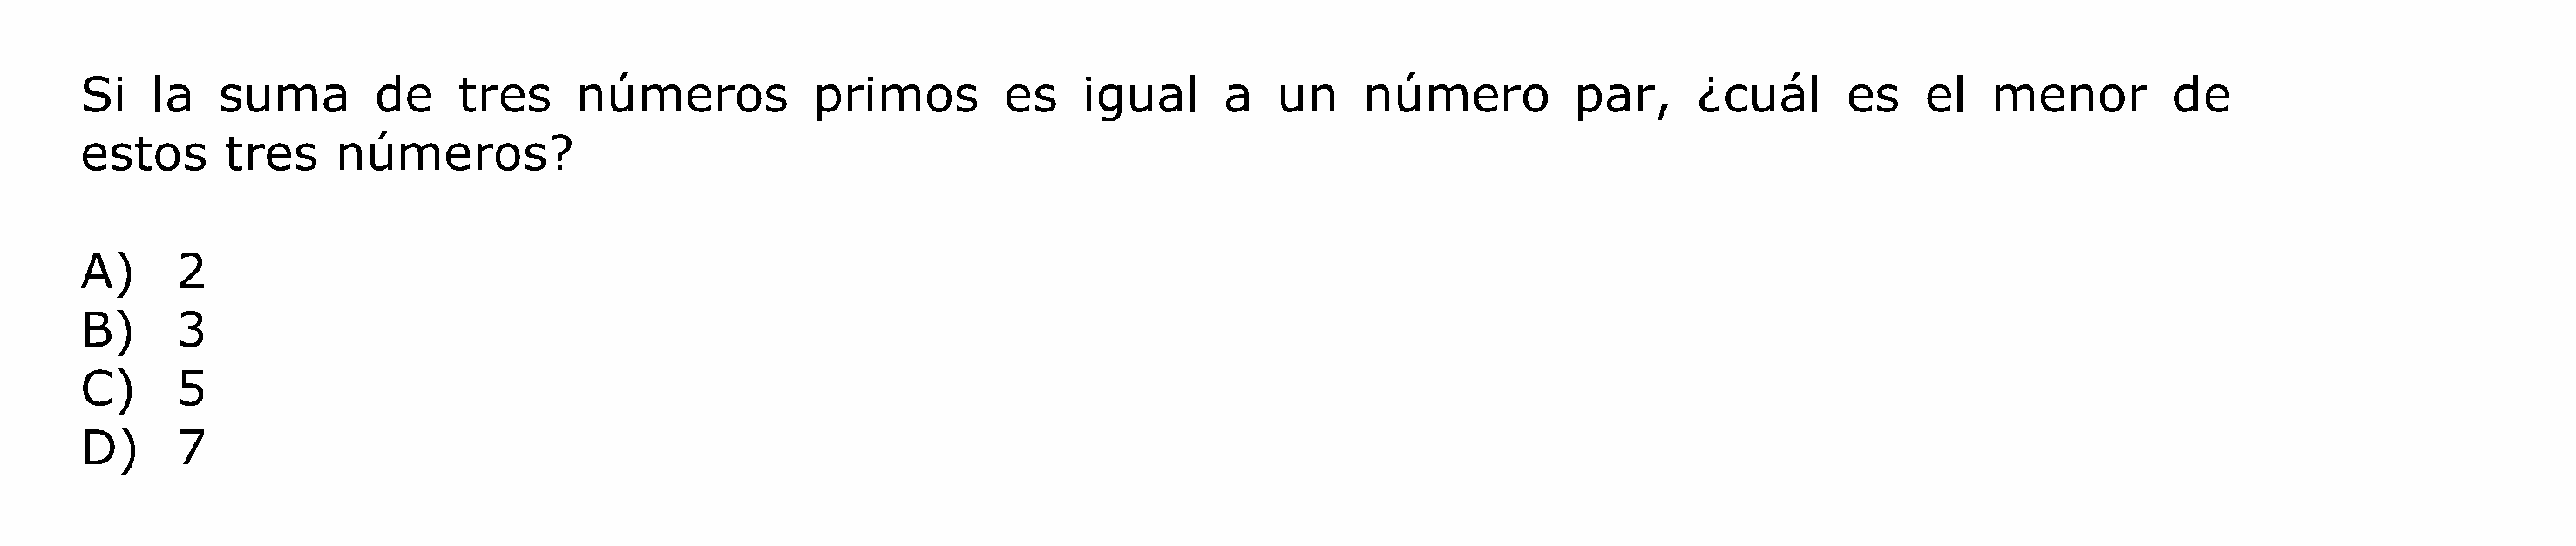 Si la suma de tres números primos es igual a un número par, ¿cuál es el menor de
estos tres números?
A) 2
B) 3
C) 5
D) 7